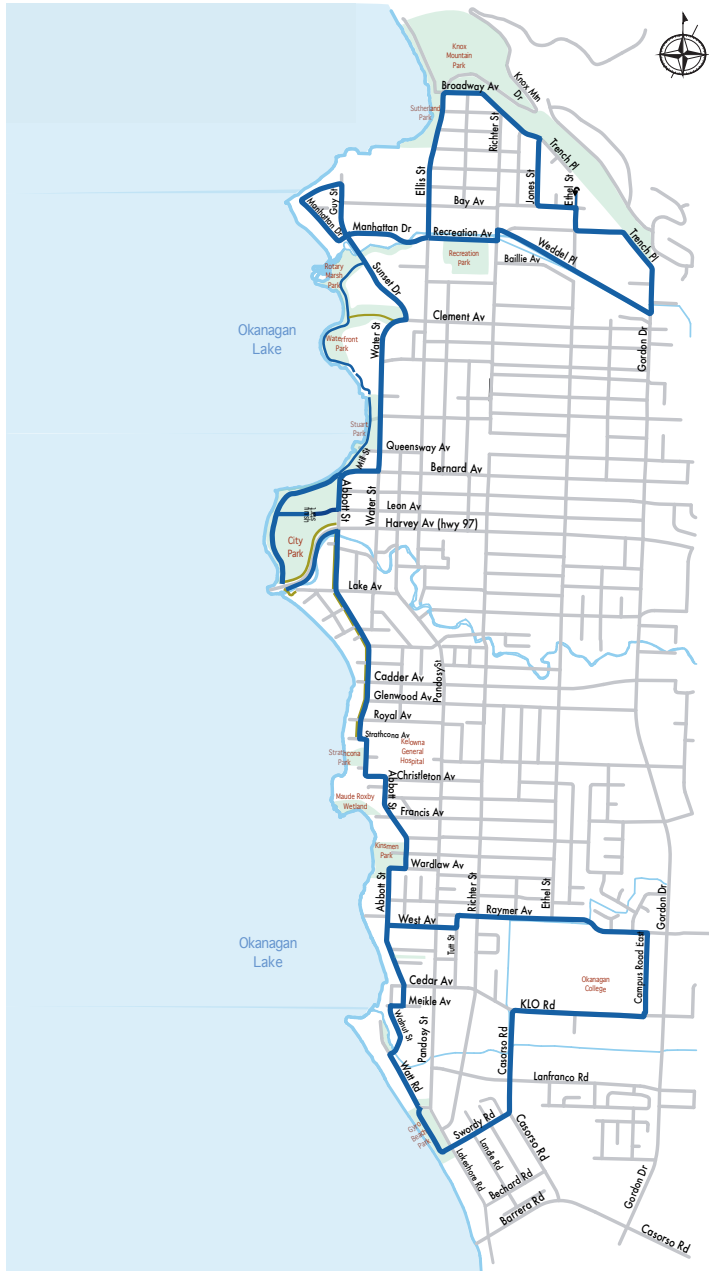 Knox
Mountain
Park
Broadway Av
Knox Mtn
Dr
Sutherland
Park
Richter St
Trench Pl
Ellis St
Jones St
Ethel St
Guy St
Bay Av
Manhattan Dr
Manhattan Dr
Recreation Av
Weddel Pl
Trench Pl
Recreation
Park
Baillie Av
Rotary
Marsh
Park
Sunset Dr
Okanagan
Lake
Clement Av
Water St
Gordon Dr
Waterfront
Park
Stuart
Park
Queensway Av
Mill St
Bernard Av
Abbott St
Water St
Leon Av
Harvey Av (hwy 97)
City
Park
Lake Av
Pandosy St
Cadder Av
Glenwood Av
Royal Av
Strathcona Av
Kelowna
General
Hospital
Strathcona
Park
Abbott St
Christleton Av
Maude Roxby
Wetland
Francis Av
Kinsmen
Park
Wardlaw Av
Abbott St
Richter St
Ethel St
Gordon Dr
Raymer Av
West Av
Tutt St
Okanagan
Lake
Campus Road East
Cedar Av
Okanagan
College
Meikle Av
KLO Rd
Walnut St
Pandosy St
Casorso Rd
Watt Rd
Lanfranco Rd
Gyro
Beach
Park
Swordy Rd
Casorso Rd
Lakeshore Rd
Landie Rd
Bechard Rd
Barrera Rd
Gordon Dr
Casorso Rd